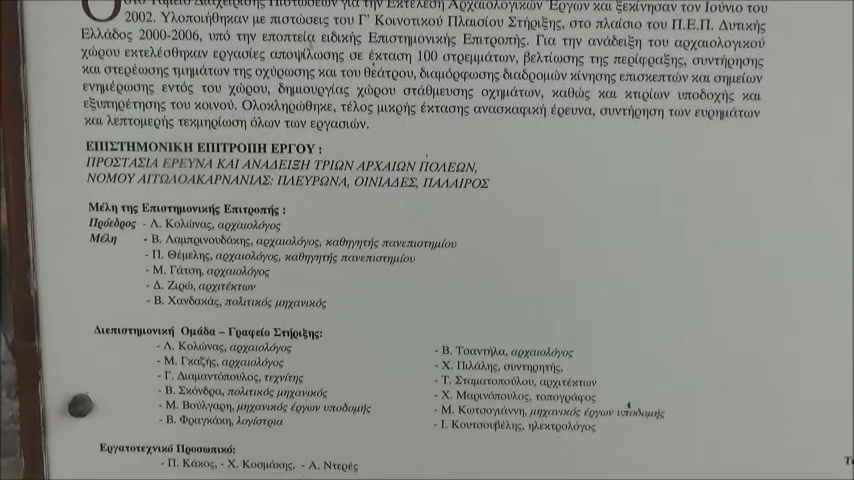 στο Ταμείο Διαχείρισης Πιστώσεων για την Εκτέλεση Αρχαιολογικών Έργων και ξεκίνησαν τον Ιούνιο του
2002. Υλοποιήθηκαν με πιστώσεις του Γ' Κοινοτικού Πλαισίου Στήριξης, στο πλαίσιο του Π.Ε.Π. Δυτικής
Ελλάδος 2000-2006, υπό την εποπτεία ειδικής Επιστημονικής Επιτροπής. Για την ανάδειξη του αρχαιολογικού
χώρου εκτελέσθηκαν εργασίες αποψίλωσης σε έκταση 100 στρεμμάτων, βελτίωσης της περίφραξης, συντήρησης
και στερέωσης τμημάτων της οχύρωσης και του θεάτρου, διαμόρφωσης διαδρομών κίνησης επισκεπτών και σημείων
ενημέρωσης εντός του χώρου, δημιουργίας χώρου στάθμευσης οχημάτων, καθώς και κτιρίων υποδοχής και
εξυπηρέτησης του κοινού. Ολοκληρώθηκε, τέλος μικρής έκτασης ανασκαφική έρευνα, συντήρηση των ευρημάτων
και λεπτομερής τεκμηρίωση όλων των εργασιών.
ΕΠΙΣΤΗΜΟΝΙΚΗ ΕΠΙΤΡΟΠΗ ΕΡΓΟΥ :
ΠΡΟΣΤΑΣΙΑ ΕΡΕΥΝΑ ΚΑΙ ΑΝΑΔΕΙΞΗ ΤΡΙΩΝ ΑΡΧΑΙΩΝ ΠΟΛΕΩΝ,
ΝΟΜΟΥ ΑΙΤΩΛΟΑΚΑΡΝΑΝΙΑΣ: ΠΛΕΥΡΩΝΑ, ΟΙΝΙΑΔΕΣ, ΠΑΛΑΙΡΟΣ
Μέλη της Επιστημονικής Επιτροπής :
Πρόεδρος - Λ. Κολώνας, αρχαιολόγος
Μέλη - Β. Λαμπρινουδάκης, αρχαιολόγος, καθηγητής πανεπιστημίου
- Π. Θέμελης, αρχαιολόγος, καθηγητής πανεπιστημίου
- Μ. Γάτση, αρχαιολόγος
- Δ. Ζιρώ, αρχιτέκτων
- Β. Χανδακάς, πολιτικός μηχανικός
Διεπιστημονική Ομάδα – Γραφείο Στήριξης:
- Λ. Κολώνας, αρχαιολόγος
- Μ. Γκαζής, αρχαιολόγος
- Γ. Διαμαντόπουλος, τεχνίτης
- Β. Σκόνδρα, πολιτικός μηχανικός
- Μ. Βούλγαρη, μηχανικός έργων υποδομής
- Β. Φραγκάκη, λογίστρια
- Β. Τσαντήλα, αρχαιολόγος
- Χ. Πιλάλης, συντηρητής,
- Τ. Σταματοπούλου, αρχιτέκτων
- Χ. Μαρινόπουλος, τοπογράφος
- Μ. Κωτσογιάννη, μηχανικός έργων υποδομής
- Ι. Κουτσουβέλης, ηλεκτρολόγος
Εργατοτεχνικό Προσωπικό:
- Π. Κάκος, - Χ. Κοσμάκης, - Α. Ντερές